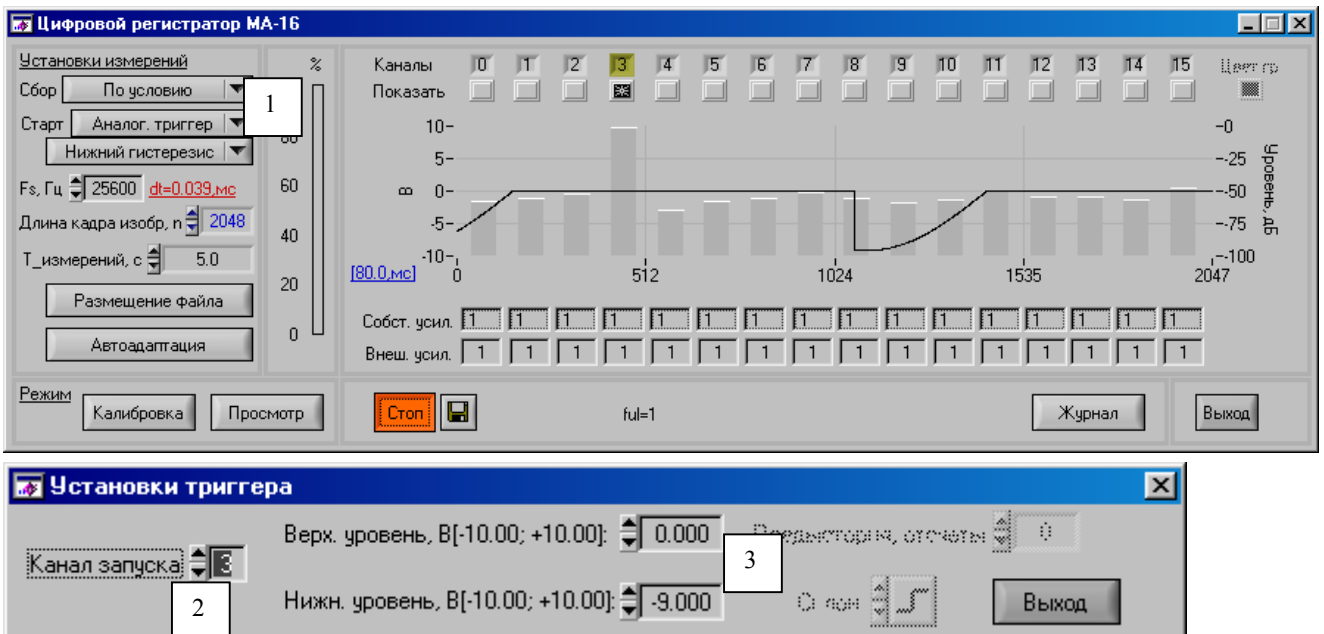 Цифровой регистратор МА-16
Установки измерений
Сбор По условию
1
Старт Аналог. триггер
Нижний гистерезис
Fs, Гц 25600 dt=0.039,мс
Длина кадра изобр, n 2048
Т_измерений, с 5.0
Размещение файла
Автоадаптация
%
80
60
40
20
0
Каналы 0 1 2 3 4 5 6 7 8 9 10 11 12 13 14 15 Цвет гр
Показать
10 -0
5 -25
В 0 -50
-5 -75
-10 -100
Уровень, дБ
[80.0,мс] 0 512 1024 1535 2047
Собст. усил. 1 1 1 1 1 1 1 1 1 1 1 1 1 1 1 1
Внеш. усил. 1 1 1 1 1 1 1 1 1 1 1 1 1 1 1 1
Режим
Калибровка Просмотр
Стоп ful=1 Журнал Выход
Установки триггера
Верх. уровень, В[-10.00; +10.00]: 0.000
Предыстория, отсчеты 0
Канал запуска 3
2
3
Нижн. уровень, В[-10.00; +10.00]: -9.000
Выход